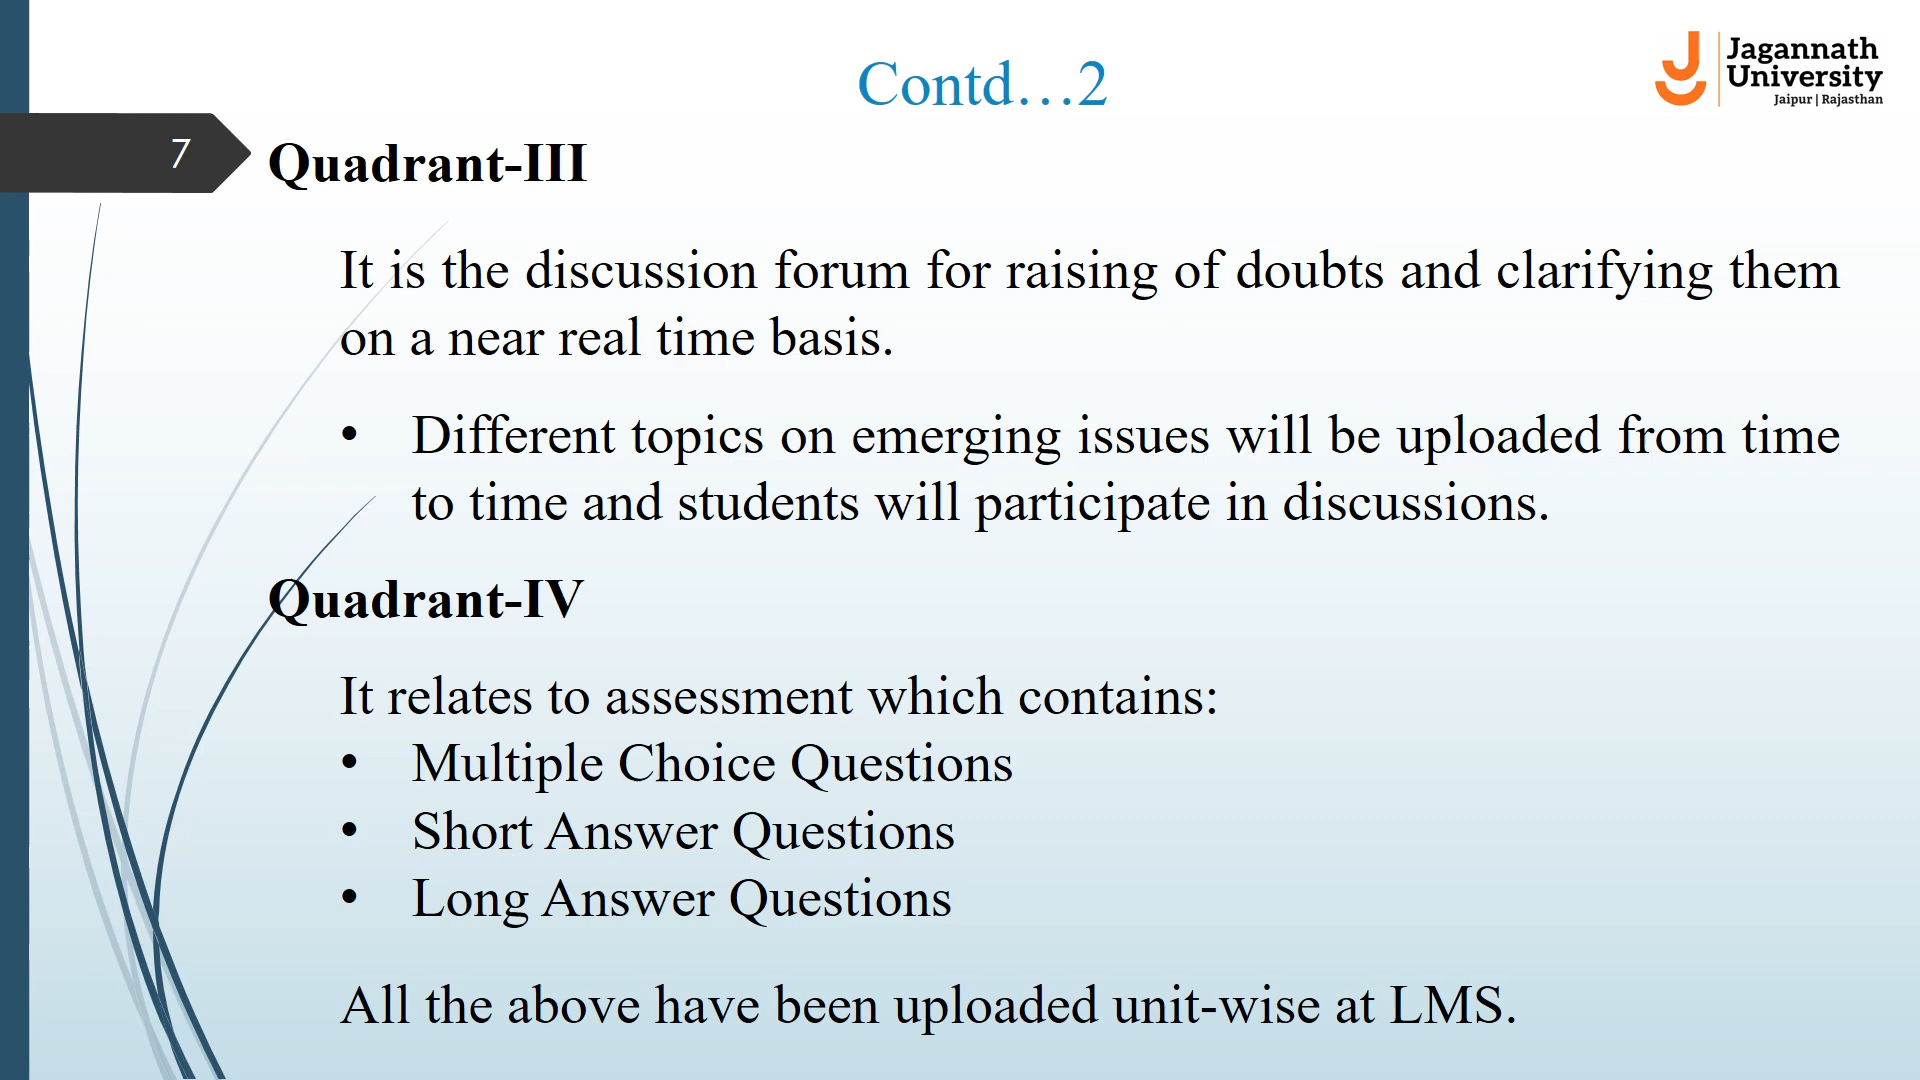 Contd…2
Jagannath
University
Jaipur | Rajasthan
7
Quadrant-III
It is the discussion forum for raising of doubts and clarifying them
on a near real time basis.
• Different topics on emerging issues will be uploaded from time
to time and students will participate in discussions.
Quadrant-IV
It relates to assessment which contains:
• Multiple Choice Questions
• Short Answer Questions
• Long Answer Questions
All the above have been uploaded unit-wise at LMS.